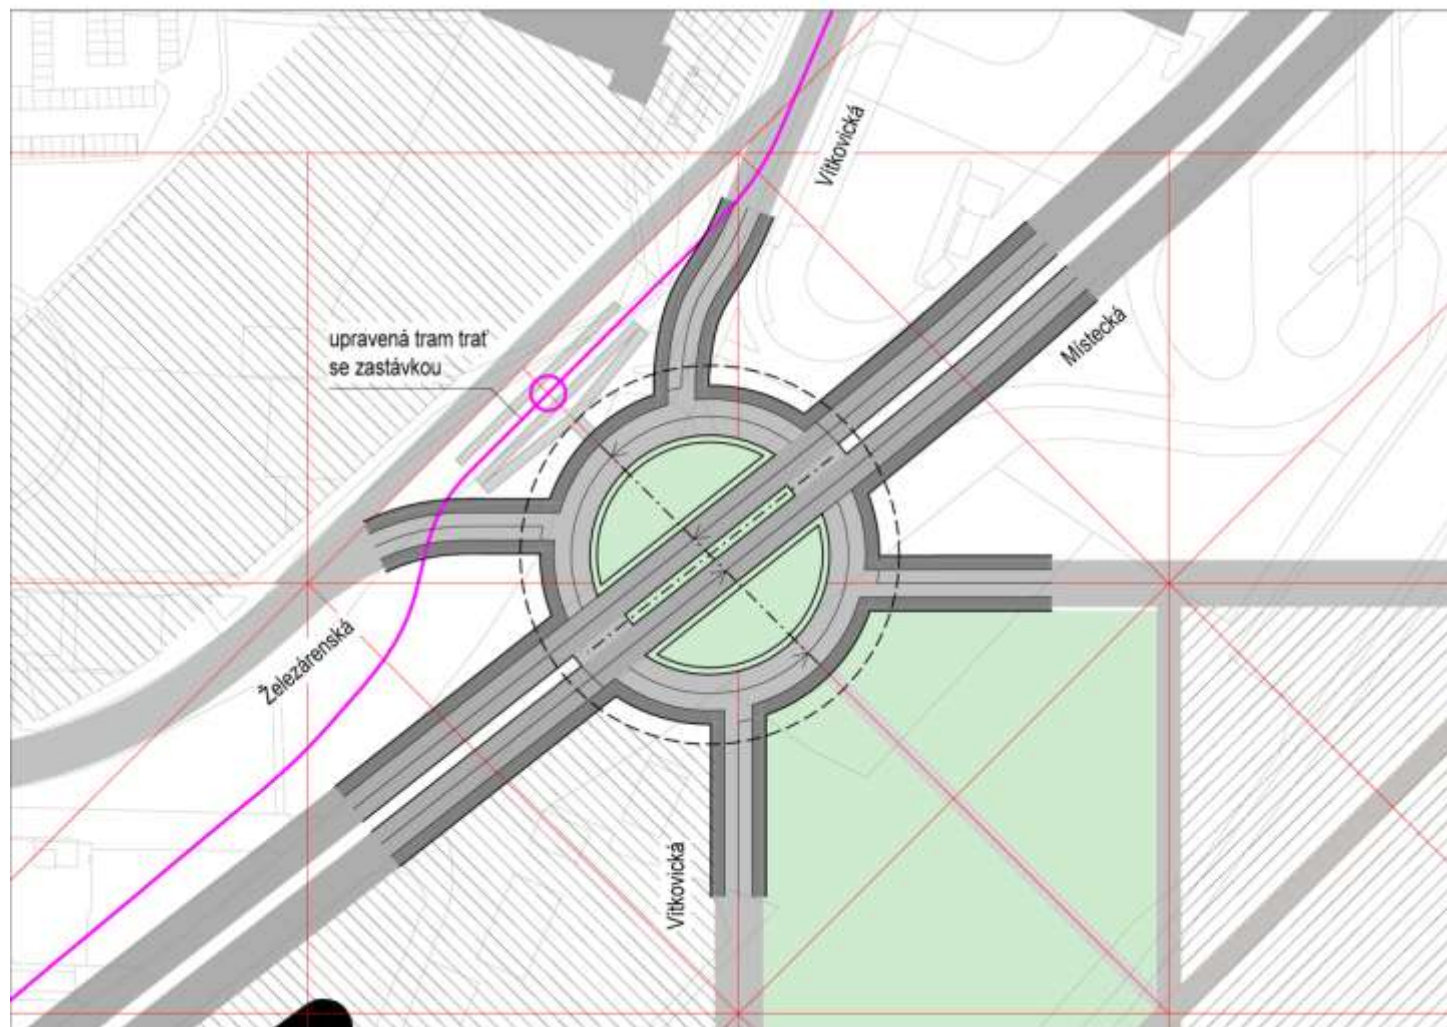 Vítkovická
upravená tram trať
se zastávkou
Místecká
Železárenská
Vítkovická